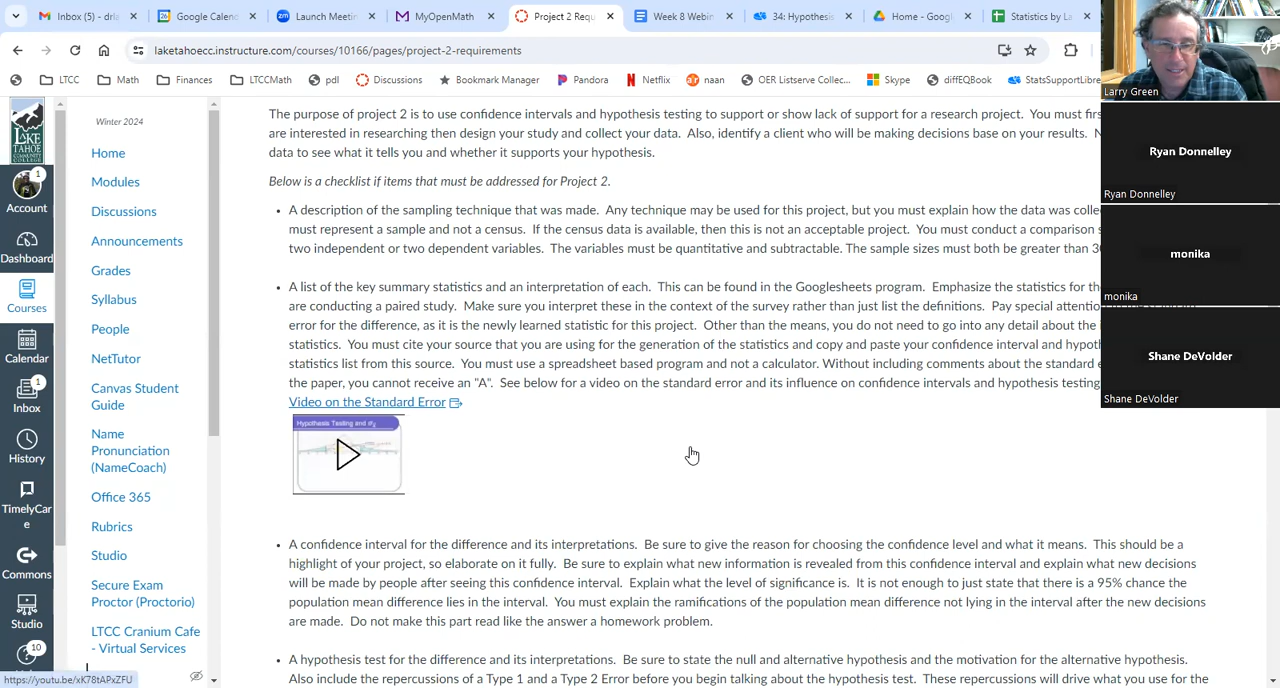 Inbox (5) - drla
Google Calend
Launch Meetin
MyOpenMath
Project 2 Requ
Week 8 Webin
34: Hypothes
Home - Googl
Statistics by La
laketahoecc.instructure.com/courses/10166/pages/project-2-
ments
LTCC
Math
Finances
LTCCMath
pdl
Discussions
Bookmark Manager
Pandora
Netflix
naan
OER Listserve Collec...
Skype
diffEQBook
StatsSupportLibre
Larry Green
Ryan Donnelley
Ryan Donnelley
monika
monika
Shane DeVolder
Shane DeVolder
LAKE TAHOE
COMMUNITY COLLEGE
1
Account
Dashboard
Courses
Calendar
1
Inbox
History
TimelyCar
e
Commons
Studio
10
Winter 2024
Home
Modules
Discussions
Announcements
Grades
Syllabus
People
NetTutor
Canvas Student
Guide
Name
Pronunciation
(NameCoach)
Office 365
Rubrics
Studio
Secure Exam
Proctor (Proctorio)
LTCC Cranium Cafe
- Virtual Services
https://youtu.be/xK78tAPxZFU
The purpose of project 2 is to use confidence intervals and hypothesis testing to support or show lack of support for a research project. You must firs
are interested in researching then design your study and collect your data. Also, identify a client who will be making decisions base on your results. N
data to see what it tells you and whether it supports your hypothesis.
Below is a checklist if items that must be addressed for Project 2.
• A description of the sampling technique that was made. Any technique may be used for this project, but you must explain how the data was collec
must represent a sample and not a census. If the census data is available, then this is not an acceptable project. You must conduct a comparison s
two independent or two dependent variables. The variables must be quantitative and subtractable. The sample sizes must both be greater than 30
• A list of the key summary statistics and an interpretation of each. This can be found in the Googlesheets program. Emphasize the statistics for the
are conducting and your study. Make sure you interpret these in the context of the survey rather than just list the definitions. Pay special attenti
error for the difference, as it is the newly learned statistic for this project. Other than the means, you do not need to go into any detail about the i
statistics. You must cite your source that you are using for the generation of the statistics and copy and paste your confidence interval and hypoth
statistics list from this source. You must use a spreadsheet based program and not a calculator. Without including comments about the standard e
the paper, you cannot receive an "A". See below for a video on the standard error and its influence on confidence intervals and hypothesis testing
Video on the Standard Error
Hypothesis Testing and
• A confidence interval for the difference and its interpretations. Be sure to give the reason for choosing the confidence level and what it means. This should be a
highlight of your project, so elaborate on it fully. Be sure to explain what new information is revealed from this confidence interval and explain what new decisions
will be made by people after seeing this confidence interval. Explain what the level of significance is. It is not enough to just state that there is a 95% chance the
population mean difference lies in the interval. You must explain the ramifications of the population mean difference not lying in the interval after the new decisions
are made. Do not make this part read like the answer a homework problem.
• A hypothesis test for the difference and its interpretations. Be sure to state the null and alternative hypothesis and the motivation for the alternative hypothesis.
Also include the repercussions of a Type 1 and a Type 2 Error before you begin talking about the hypothesis test. These repercussions will drive what you use for the